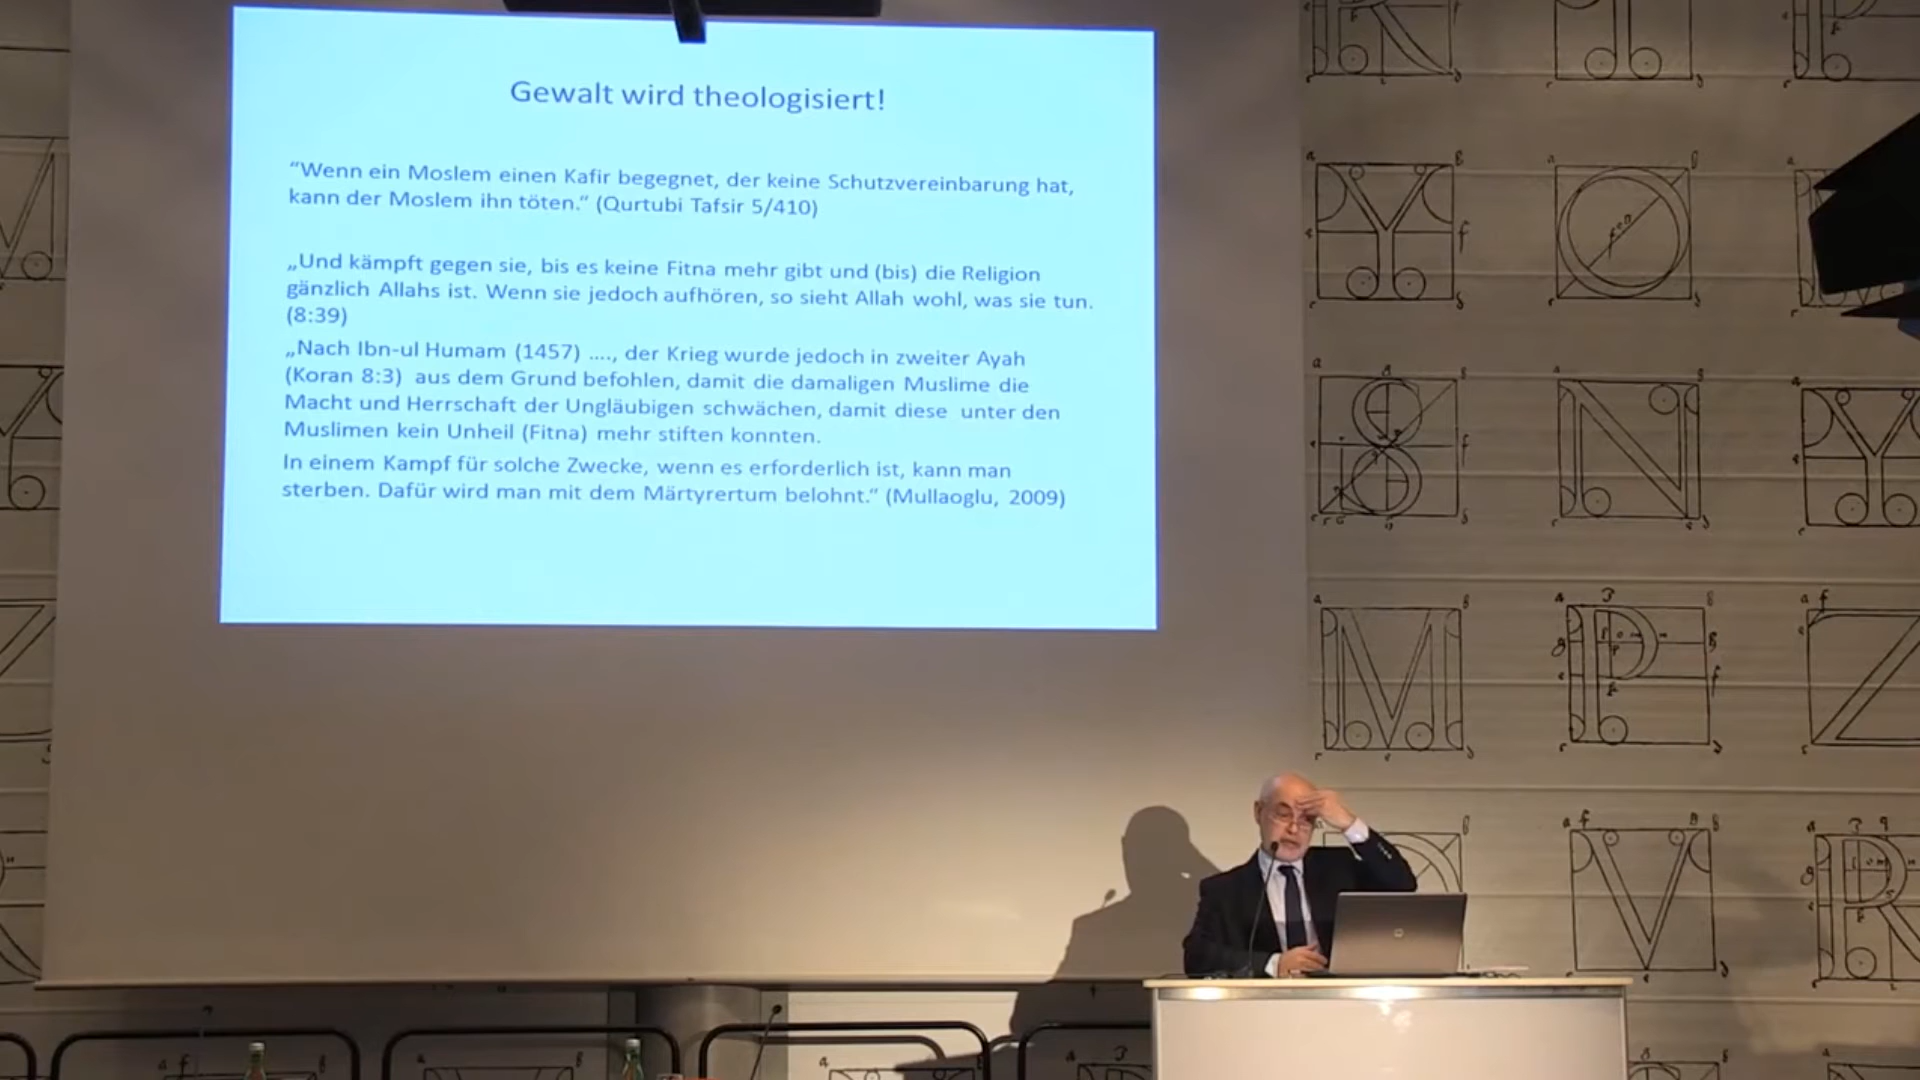 Gewalt wird theologisiert!
“Wenn ein Moslem einen Kafir begegnet, der keine Schutzvereinbarung hat,
kann der Moslem ihn töten.“ (Qurtubi Tafsir 5/410)
„Und kämpft gegen sie, bis es keine Fitna mehr gibt und (bis) die Religion
gänzlich Allahs ist. Wenn sie jedoch aufhören, so sieht Allah wohl, was sie tun.
(8:39)
„Nach Ibn-ul Humam (1457) ...., der Krieg wurde jedoch in zweiter Ayah
(Koran 8:3) aus dem Grund befohlen, damit die damaligen Muslime die
Macht und Herrschaft der Ungläubigen schwächen, damit diese unter den
Muslimen kein Unheil (Fitna) mehr stiften konnten.
In einem Kampf für solche Zwecke, wenn es erforderlich ist, kann man
sterben. Dafür wird man mit dem Märtyrertum belohnt.“ (Mullaoglu, 2009)
Y O
N Y
M P Z
V R